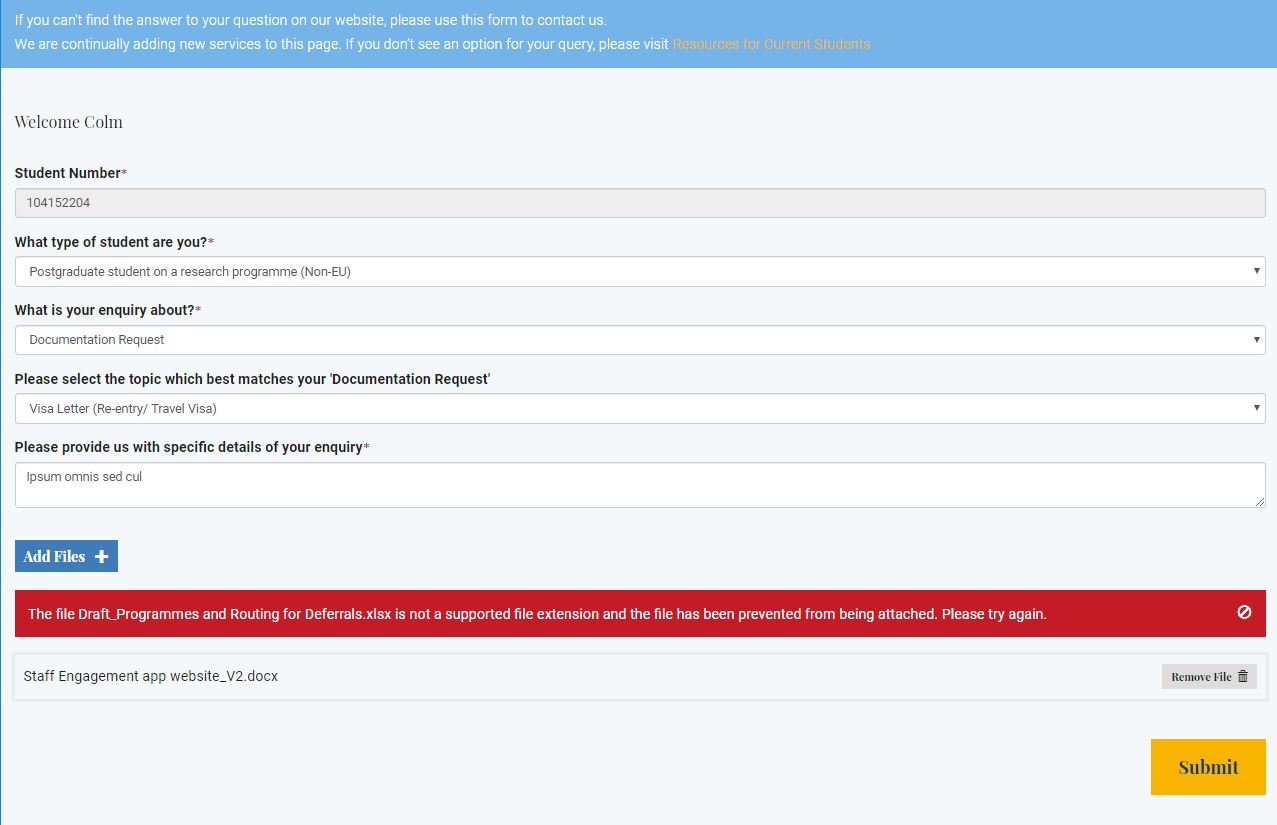 If you can't find the answer to your question on our website, please use this form to contact us.
We are continually adding new services to this page. If you don't see an option for your query, please visit Resources for Current Students
Welcome Colm
Student Number*
104152204
What type of student are you?*
Postgraduate student on a research programme (Non-EU)
What is your enquiry about?*
Documentation Request
Please select the topic which best matches your 'Documentation Request'
Visa Letter (Re-entry/ Travel Visa)
Please provide us with specific details of your enquiry*
Ipsum omnis sed cul
Add Files
The file Draft_Programmes and Routing for Deferrals.xlsx is not a supported file extension and the file has been prevented from being attached. Please try again.
Staff Engagement app website_V2.docx
Remove File
Submit